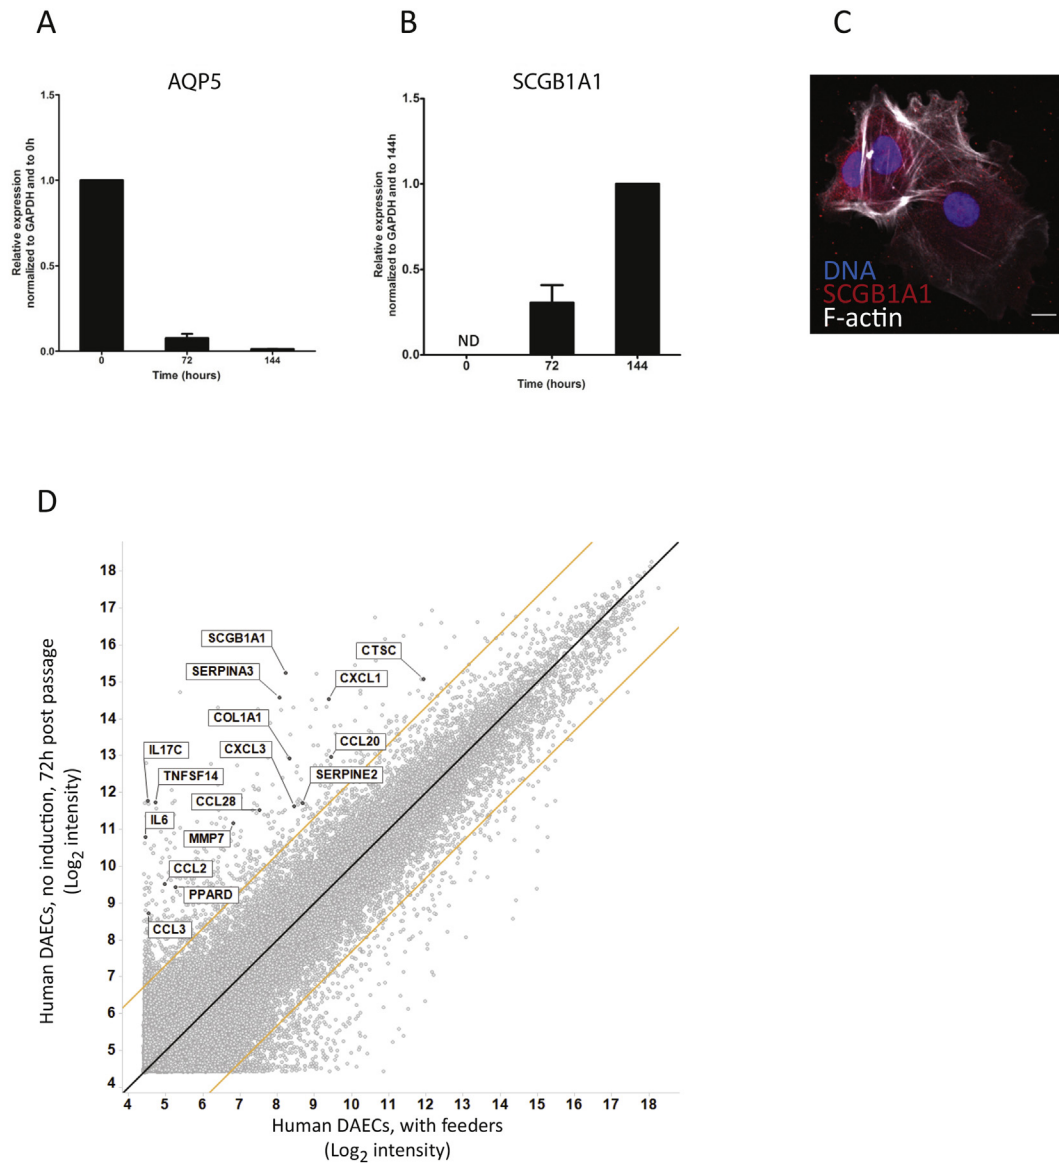 A
B
C
AQP5
SCGB1A1
Relative expression
normalized to GAPDH and to 0h
1.5
1.0
0.5
0.0
0
72
144
Time (hours)
Relative expression
normalized to GAPDH and to 144h
1.5
1.0
0.5
0.0
ND
0
72
144
Time (hours)
DNA
SCGB1A1
F-actin
D
Human DAECs, no induction, 72h post passage
(Log2 intensity)
18
17
16
15
14
13
12
11
10
9
8
7
6
5
4
SCGB1A1
CTSC
SERPINA3
CXCL1
COL1A1
CXCL3
CCL20
IL17C
TNFSF14
SERPINE2
CCL28
IL6
MMP7
CCL2
PPARD
CCL3
4
5
6
7
8
9
10
11
12
13
14
15
16
17
18
Human DAECs, with feeders
(Log2 intensity)